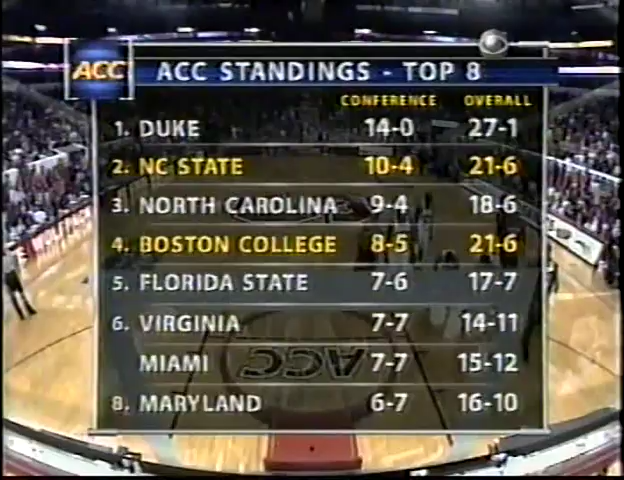 ACC ACC STANDINGS - TOP 8
CONFERENCE OVERALL
1. DUKE 14-0 27-1
2. NC STATE 10-4 21-6
3. NORTH CAROLINA 9-4 18-6
4. BOSTON COLLEGE 8-5 21-6
5. FLORIDA STATE 7-6 17-7
6. VIRGINIA 7-7 14-11
MIAMI 7-7 15-12
8. MARYLAND 6-7 16-10
ACC